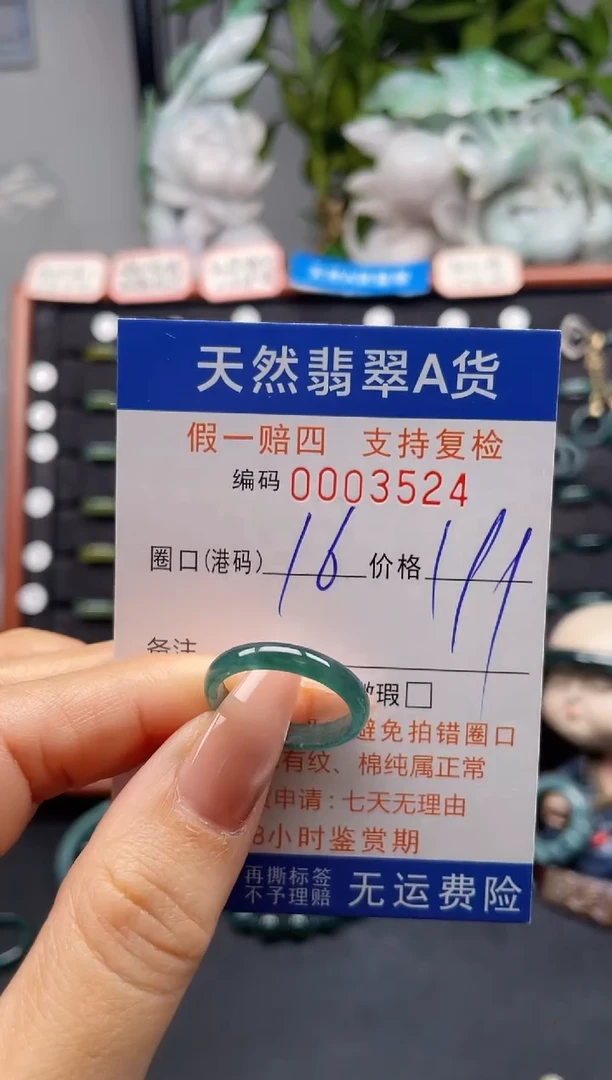 天然翡翠A货
假一赔四 支持复检
编码 0003524
圈口(港码) 16 价格 111
备注
瑕□
避免拍错圈口
有纹、棉纯属正常
申请:七天无理由
8小时鉴赏期
再撕标签
不予理赔
无运费险